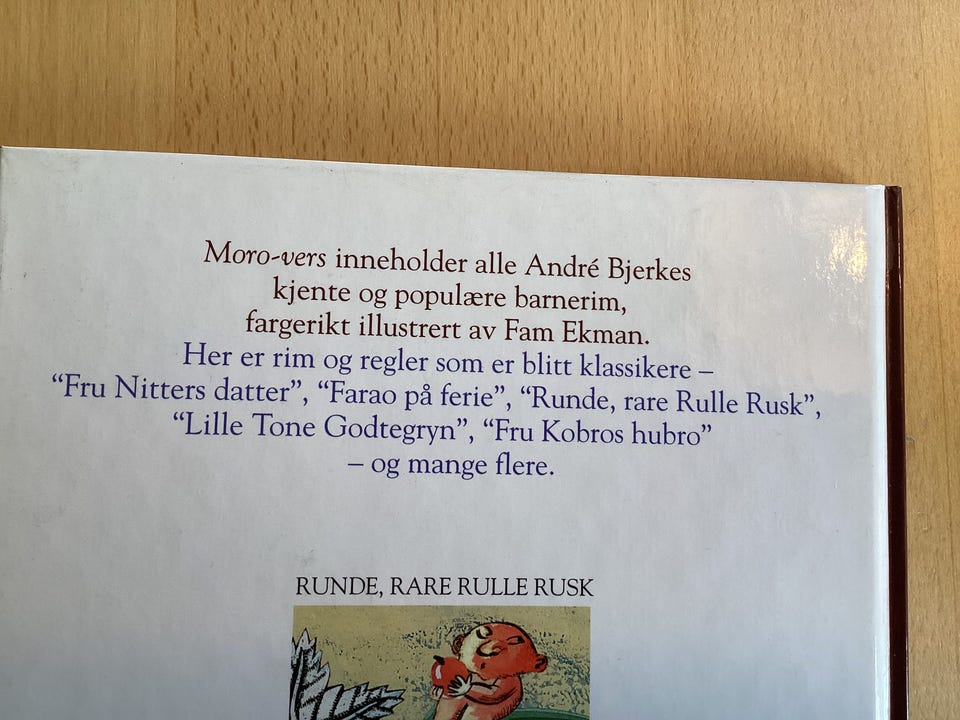 Moro-vers inneholder alle André Bjerkes
kjente og populære barnerim,
fargerikt illustrert av Fam Ekman.
Her er rim og regler som er blitt klassikere –
“Fru Nitters datter”, “Farao på ferie”, “Runde, rare Rulle Rusk”,
“Lille Tone Godtegryn”, “Fru Kobros hubro”
– og mange flere.
RUNDE, RARE RULLE RUSK